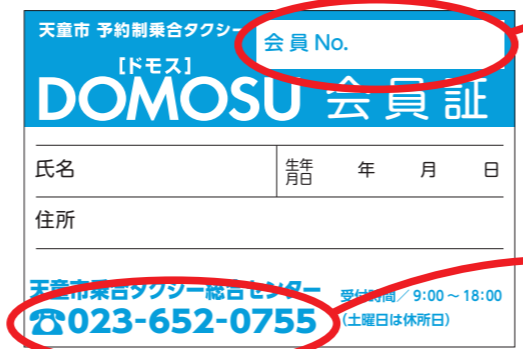 天童市 予約制乗合タクシー
会員No.
[ドモス]
DOMOSU 会員証
氏名 生年月日 年 月 日
住所
天童市乗合タクシー総合センター
受付時間/9:00~18:00
☎023-652-0755
(土曜日は休所日)